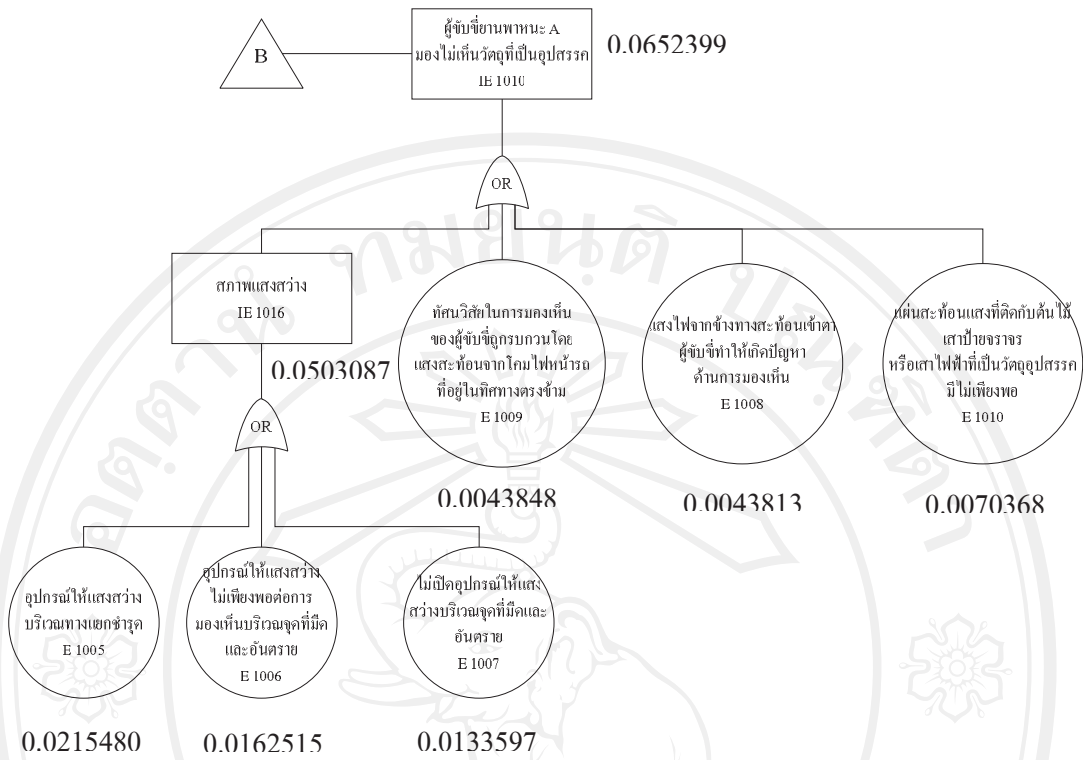 B
ผู้ขับขี่ยานพาหนะ A
มองไม่เห็นวัตถุที่เป็นอุปสรรค
IE 1010
0.0652399
OR
สภาพแสงสว่าง
IE 1016
0.0503087
ทัศนวิสัยในการมองเห็น
ของผู้ขับขี่ถูกรบกวนโดย
แสงสะท้อนจากโคมไฟหน้ารถ
ที่อยู่ในทิศทางตรงข้าม
E 1009
0.0043848
แสงไฟจากข้างทางสะท้อนเข้าตา
ผู้ขับขี่ทำให้เกิดปัญหา
ด้านการมองเห็น
E 1008
0.0043813
แผ่นสะท้อนแสงที่ติดกับต้นไม้
เสาป้ายจราจร
หรือเสาไฟฟ้าที่เป็นวัตถุอุปสรรค
มีไม่เพียงพอ
E 1010
0.0070368
OR
อุปกรณ์ให้แสงสว่าง
บริเวณทางแยกชำรุด
E 1005
0.0215480
อุปกรณ์ให้แสงสว่าง
ไม่เพียงพอต่อการ
มองเห็นบริเวณจุดที่มืด
และอันตราย
E 1006
0.0162515
ไม่เปิดอุปกรณ์ให้แสง
สว่างบริเวณจุดที่มืดและ
อันตราย
E 1007
0.0133597